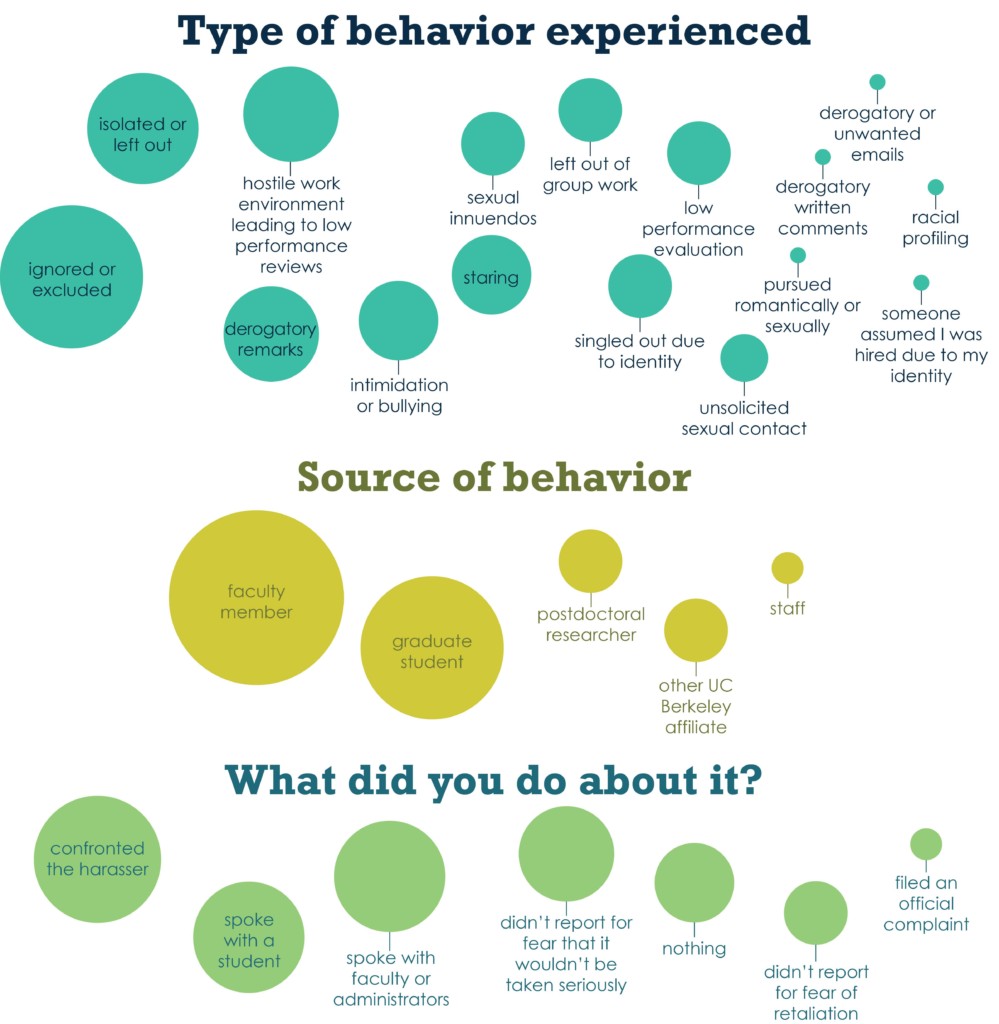 Type of behavior experienced
isolated or
left out
hostile work
environment
leading to low
performance
reviews
sexual
innuendos
left out of
group work
low
performance
evaluation
derogatory or
unwanted
emails
derogatory
written
comments
racial
profiling
ignored or
excluded
derogatory
remarks
intimidation
or bullying
staring
singled out due
to identity
pursued
romantically or
sexually
someone
assumed I was
hired due to my
identity
unsolicited
sexual contact
Source of behavior
faculty
member
graduate
student
postdoctoral
researcher
other UC
Berkeley
affiliate
staff
What did you do about it?
confronted
the harasser
spoke
with a
student
spoke with
faculty or
administrators
didn't report for
fear that it
wouldn't be
taken seriously
nothing
didn't report
for fear of
retaliation
filed an
official
complaint